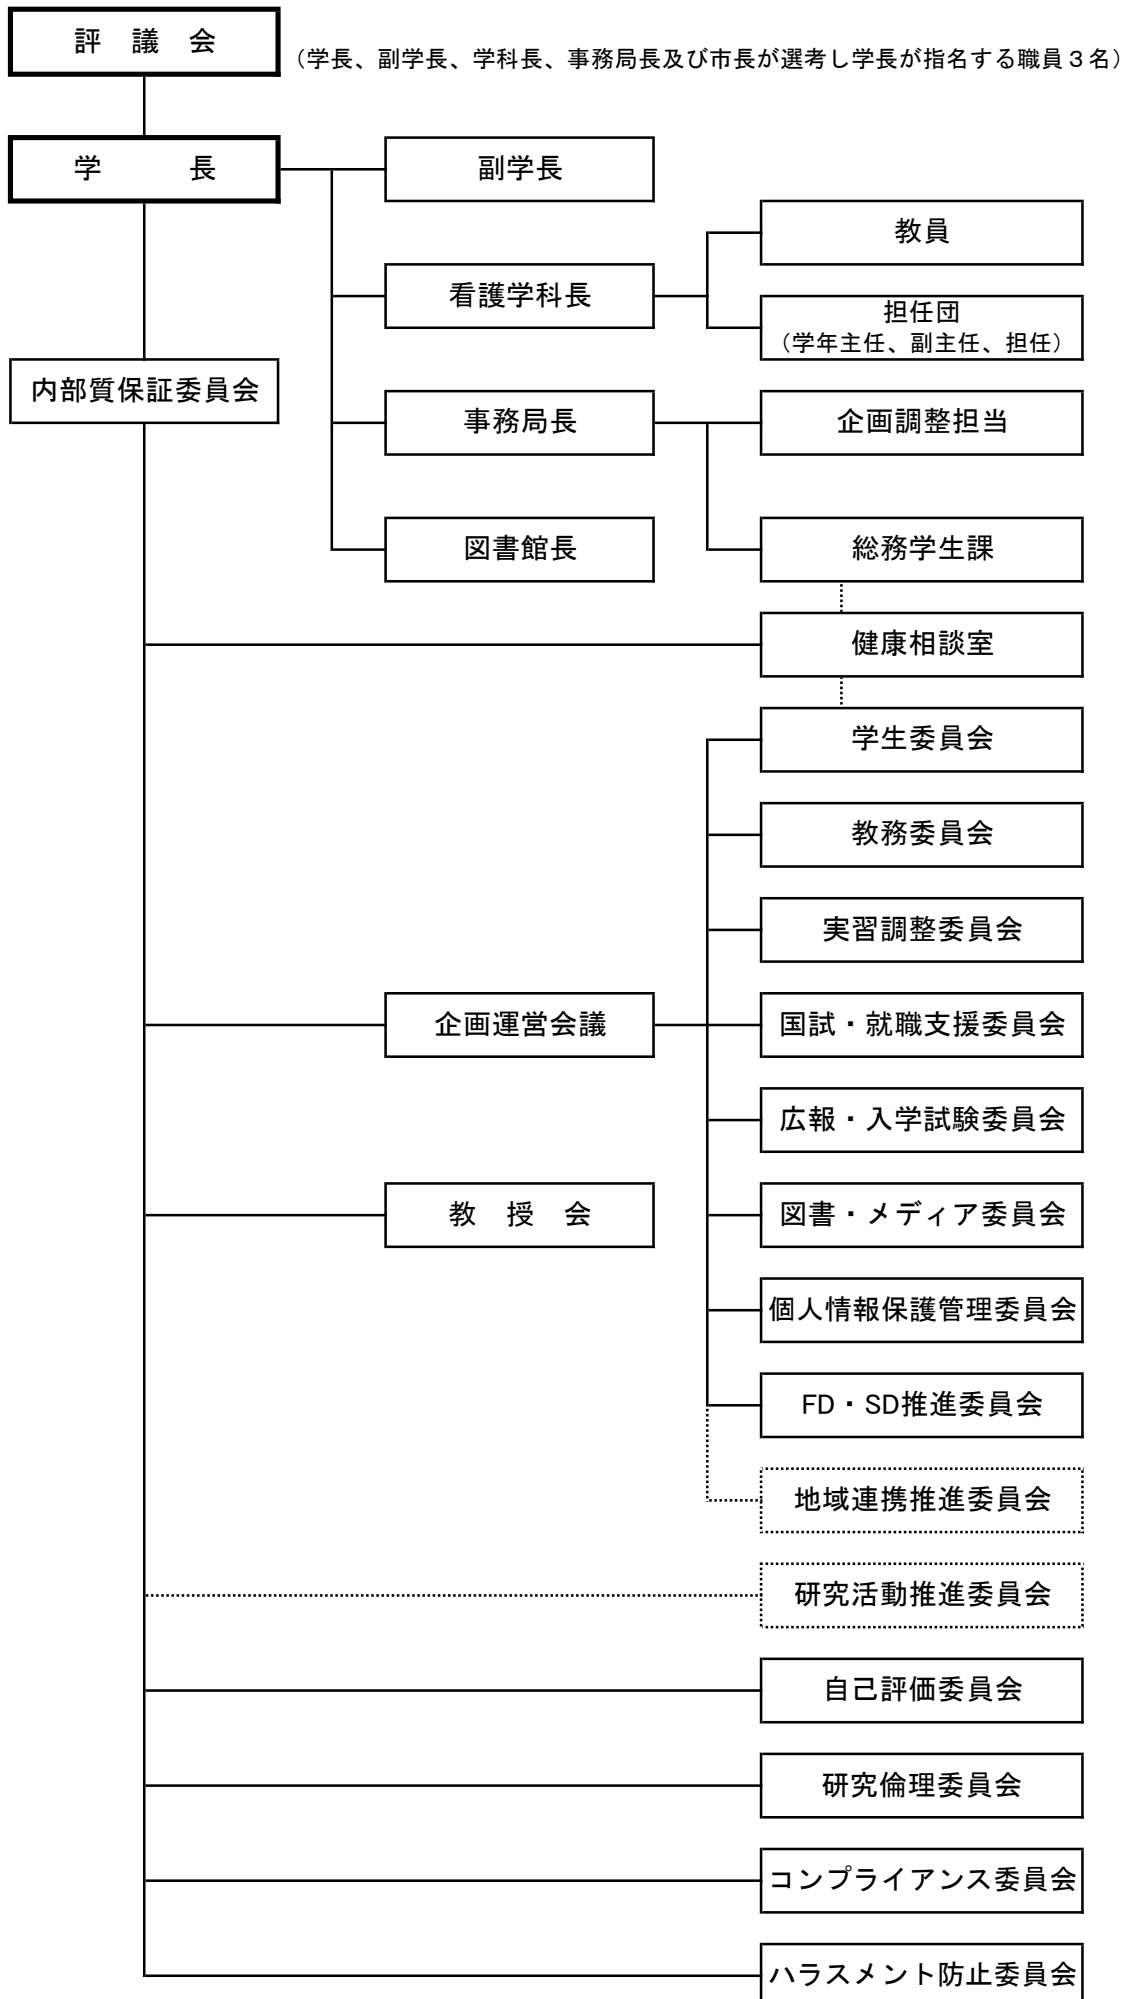 評　議　会
（学長、副学長、学科長、事務局長及び市長が選考し学長が指名する職員３名）
学　　　長
副学長
教員
看護学科長
担任団
（学年主任、副主任、担任）
内部質保証委員会
事務局長
企画調整担当
図書館長
総務学生課
健康相談室
学生委員会
教務委員会
実習調整委員会
企画運営会議
国試・就職支援委員会
広報・入学試験委員会
教　授　会
図書・メディア委員会
個人情報保護管理委員会
FD・SD推進委員会
地域連携推進委員会
研究活動推進委員会
自己評価委員会
研究倫理委員会
コンプライアンス委員会
ハラスメント防止委員会